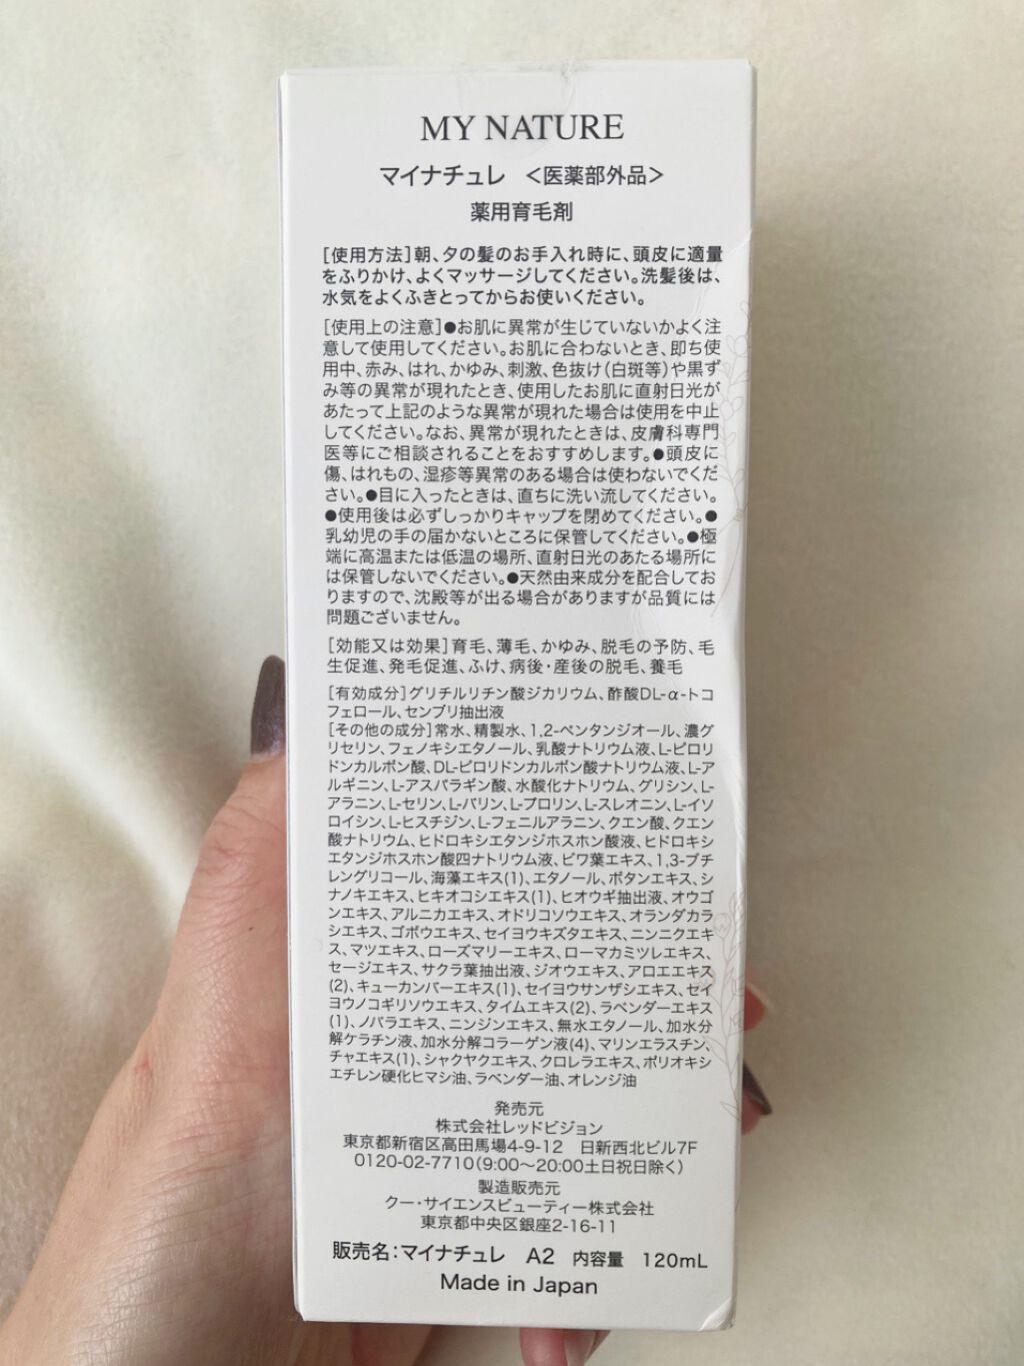 MY NATURE
マイナチュレ ＜医薬部外品＞
薬用育毛剤
[使用方法]朝、夕の髪のお手入れ時に、頭皮に適量
をふりかけ、よくマッサージしてください。洗髪後は、
水気をよくふきとってからお使いください。
[使用上の注意]●お肌に異常が生じていないかよく注
意して使用してください。お肌に合わないとき、即ち使
用中、赤み、はれ、かゆみ、刺激、色抜け(白斑等)や黒ず
み等の異常が現れたとき、使用したお肌に直射日光が
あたって上記のような異常が現れた場合は使用を中止
してください。なお、異常が現れたときは、皮膚科専門
医等にご相談されることをおすすめします。●頭皮に
傷、はれもの、湿疹等異常のある場合は使わないでくだ
さい。●目に入ったときは、直ちに洗い流してください。
●使用後は必ずしっかりキャップを閉めてください。●
乳幼児の手の届かないところに保管してください。●極
端に高温または低温の場所、直射日光のあたる場所に
は保管しないでください。●天然由来成分を配合してお
りますので、沈殿等が出る場合がありますが品質には
問題ございません。
[効能又は効果]育毛、薄毛、かゆみ、脱毛の予防、毛
生促進、発毛促進、ふけ、病後・産後の脱毛、養毛
[有効成分]グリチルリチン酸ジカリウム、酢酸DL-α-トコ
フェロール、センブリ抽出液
[その他の成分]常水、精製水、1,2-ペンタンジオール、濃グ
リセリン、フェノキシエタノール、乳酸ナトリウム液、L-ピロリ
ドンカルボン酸、DL-ピロリドンカルボン酸ナトリウム液、L-ア
ルギニン、L-アスパラギン酸、水酸化ナトリウム、グリシン、L-
アラニン、L-セリン、L-バリン、L-プロリン、L-スレオニン、L-イソ
ロイシン、L-ヒスチジン、L-フェニルアラニン、クエン酸、クエン
酸ナトリウム、ヒドロキシエタンジホスホン酸液、ヒドロキシ
エタンジホスホン酸四ナトリウム液、ビワ葉エキス、1,3-ブチ
レングリコール、海藻エキス(1)、エタノール、ボタンエキス、シ
ナノキエキス、ヒキオコシエキス(1)、ヒオウギ抽出液、オウゴ
ンエキス、アルニカエキス、オドリコソウエキス、オランダカラ
シエキス、ゴボウエキス、セイヨウキズタエキス、ニンニクエキ
ス、マツエキス、ローズマリーエキス、ローマカミツレエキス、
セージエキス、サクラ葉抽出液、ジオウエキス、アロエエキス
(2)、キューカンバーエキス(1)、セイヨウサンザシエキス、セイ
ヨウノコギリソウエキス、タイムエキス(2)、ラベンダーエキス
(1)、ノバラエキス、ニンジンエキス、無水エタノール、加水分
解ケラチン液、加水分解コラーゲン液(4)、マリンエラスチン、
チャエキス(1)、シャクヤクエキス、クロレラエキス、ポリオキシ
エチレン硬化ヒマシ油、ラベンダー油、オレンジ油
発売元
株式会社レッドビジョン
東京都新宿区高田馬場4-9-12 日新西北ビル7F
0120-02-7710(9:00〜20:00土日祝日除く)
製造販売元
クー・サイエンスビューティー株式会社
東京都中央区銀座2-16-11
販売名：マイナチュレ A2 内容量 120mL
Made in Japan